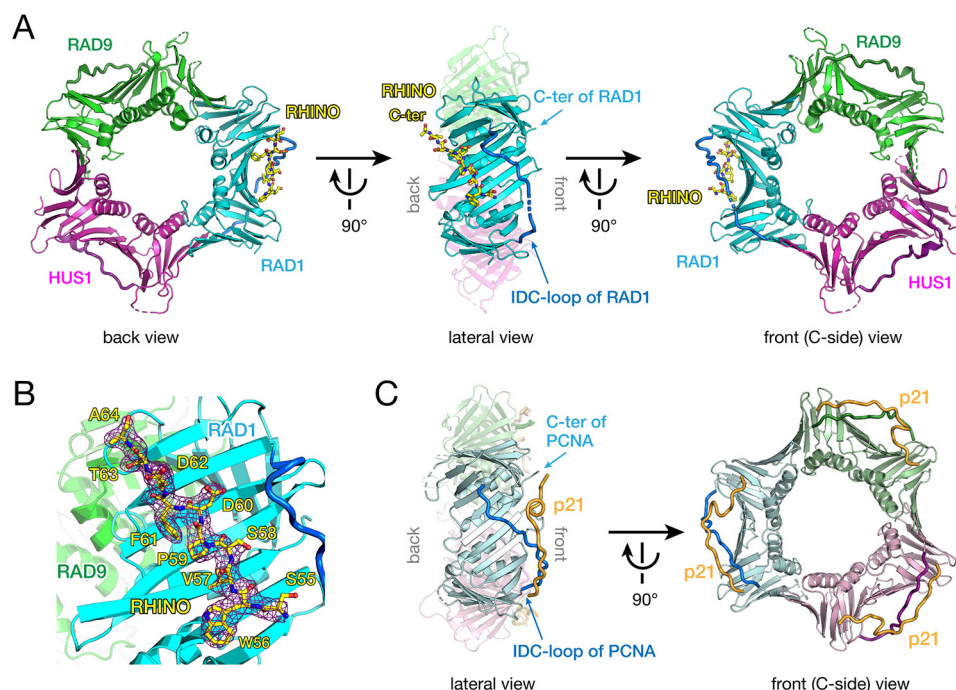 A
RAD9
RHINO
HUS1
RAD1
back view
90°
RHINO
C-ter
C-ter of RAD1
back
front
IDC-loop of RAD1
lateral view
90°
RAD9
RHINO
RAD1
HUS1
front (C-side) view
B
A64
RAD1
T63
D62
D60
F61
S58
P59
RAD9
V57
S55
RHINO
W56
C
C-ter of
PCNA
p21
back
front
IDC-loop of PCNA
lateral view
90°
p21
p21
p21
front (C-side) view